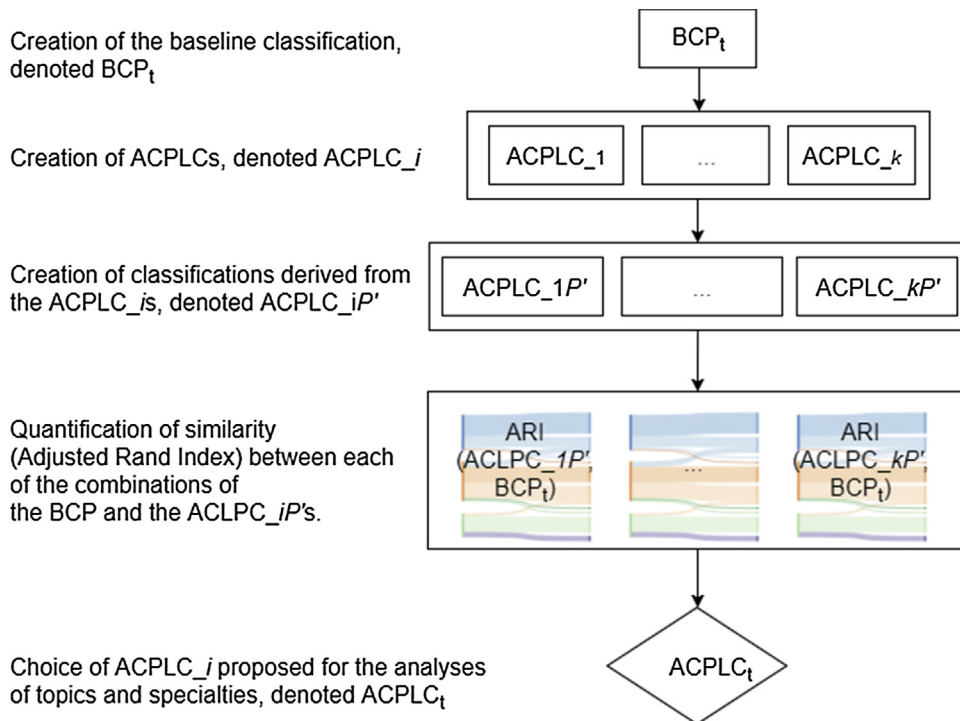 Creation of the baseline classification,
denoted BCPt
BCPt
Creation of ACPLCs, denoted ACPLC_i
ACPLC_1
...
ACPLC_k
Creation of classifications derived from
the ACPLC_is, denoted ACPLC_iP'
ACPLC_1P'
...
ACPLC_kP'
Quantification of similarity
(Adjusted Rand Index) between each
of the combinations of
the BCP and the ACLPC_iP's.
ARI
(ACLPC_1P',
BCPt)
...
ARI
(ACLPC_kP',
BCPt)
Choice of ACPLC_i proposed for the analyses
of topics and specialties, denoted ACPLCt
ACPLCt